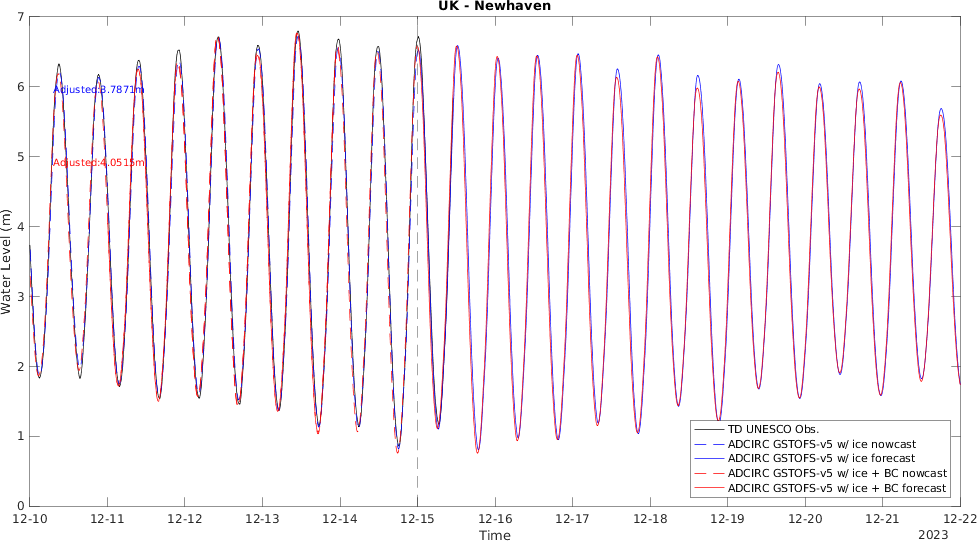 UK - Newhaven
7
6
5
4
3
2
1
0
Water Level (m)
Adjusted:3.7871m
Adjusted:4.0515m
TD UNESCO Obs.
ADCIRC GSTOFS-v5 w/ ice nowcast
ADCIRC GSTOFS-v5 w/ ice forecast
ADCIRC GSTOFS-v5 w/ ice + BC nowcast
ADCIRC GSTOFS-v5 w/ ice + BC forecast
12-10 12-11 12-12 12-13 12-14 12-15 12-16 12-17 12-18 12-19 12-20 12-21 12-22
Time
2023